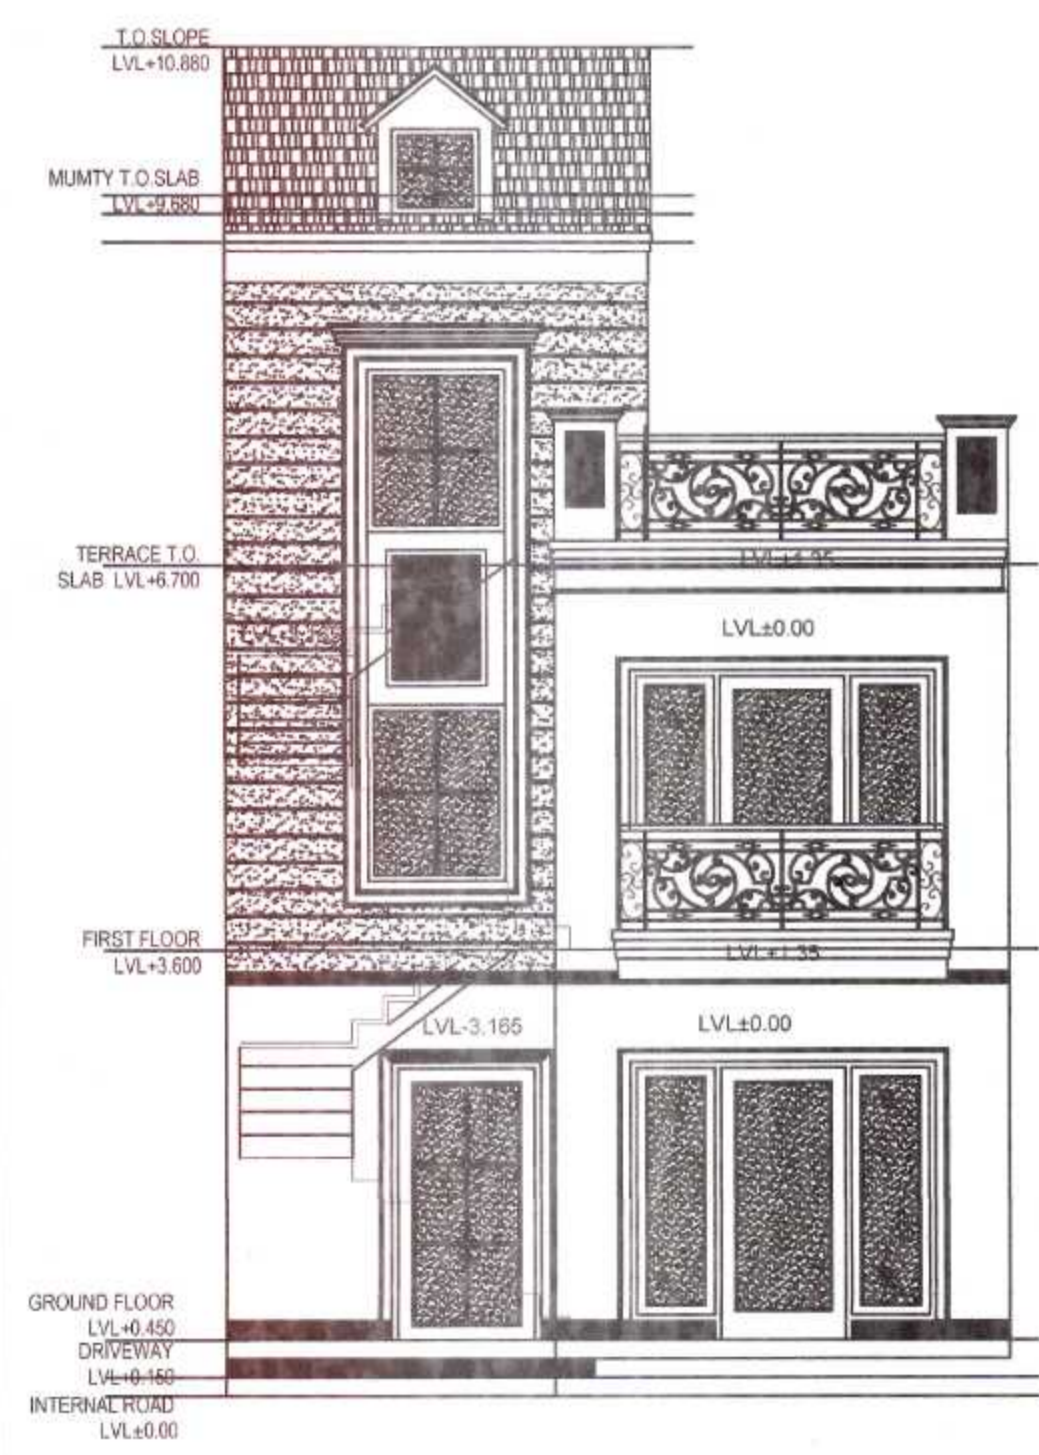 T.O.SLOPE
LVL+10.880
MUMTY T.O.SLAB
LVL+9.680
TERRACE T.O.
SLAB LVL+6.700
LVL±0.00
FIRST FLOOR
LVL+3.600
LVL+1.35
LVL-3.165
LVL±0.00
GROUND FLOOR
LVL+0.450
DRIVEWAY
LVL+0.150
INTERNAL ROAD
LVL±0.00